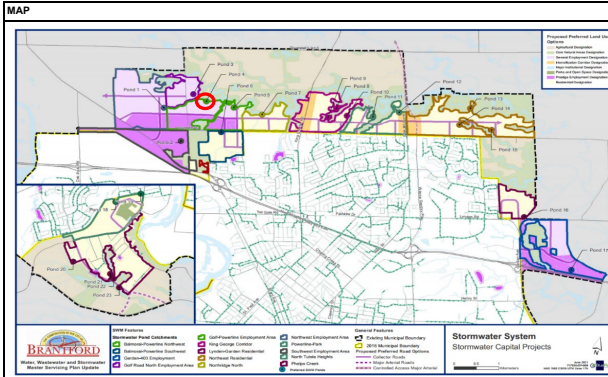 MAP
Proposed Preferred Land Use
Options
Agricultural Designation
Core Natural Areas Designation
General Employment Designation
Intensification Corridor Designation
Major Institutional Designation
Parks and Open Space Designation
Prestige Employment Designation
Residential Designation
Pond 3
Pond 4
Pond 5
Pond 6
Pond 7
Pond 8
Pond 9
Pond 10
Pond 11
Pond 12
Pond 13
Pond 14
Pond 1
Pond 2
Pond 15
Pond 16
Pond 17
Pond 18
Pond 20
Pond 22
Pond 23
BRANTFORD
Water, Wastewater and Stormwater
Master Servicing Plan Update
SWM Features
Stormwater Pond Catchments
Balmoral-Powerline Northwest
Balmoral-Powerline Southwest
Garden-403 Employment
Golf Road North Employment Area
Golf-Powerline Employment Area
King George Corridor
Lynden-Garden Residential
Northeast Residential
Northridge North
Northwest Employment Area
Powerline-Park
Southwest Employment Area
North Tutela Heights
Phelps Creek
Preferred SWM Ponds
General Features
Existing Municipal Boundary
2016 Municipal Boundary
Proposed Preferred Road Options
Collector Roads
Major Arterial Roads
Controlled Access Major Arterial
Stormwater System
Stormwater Capital Projects